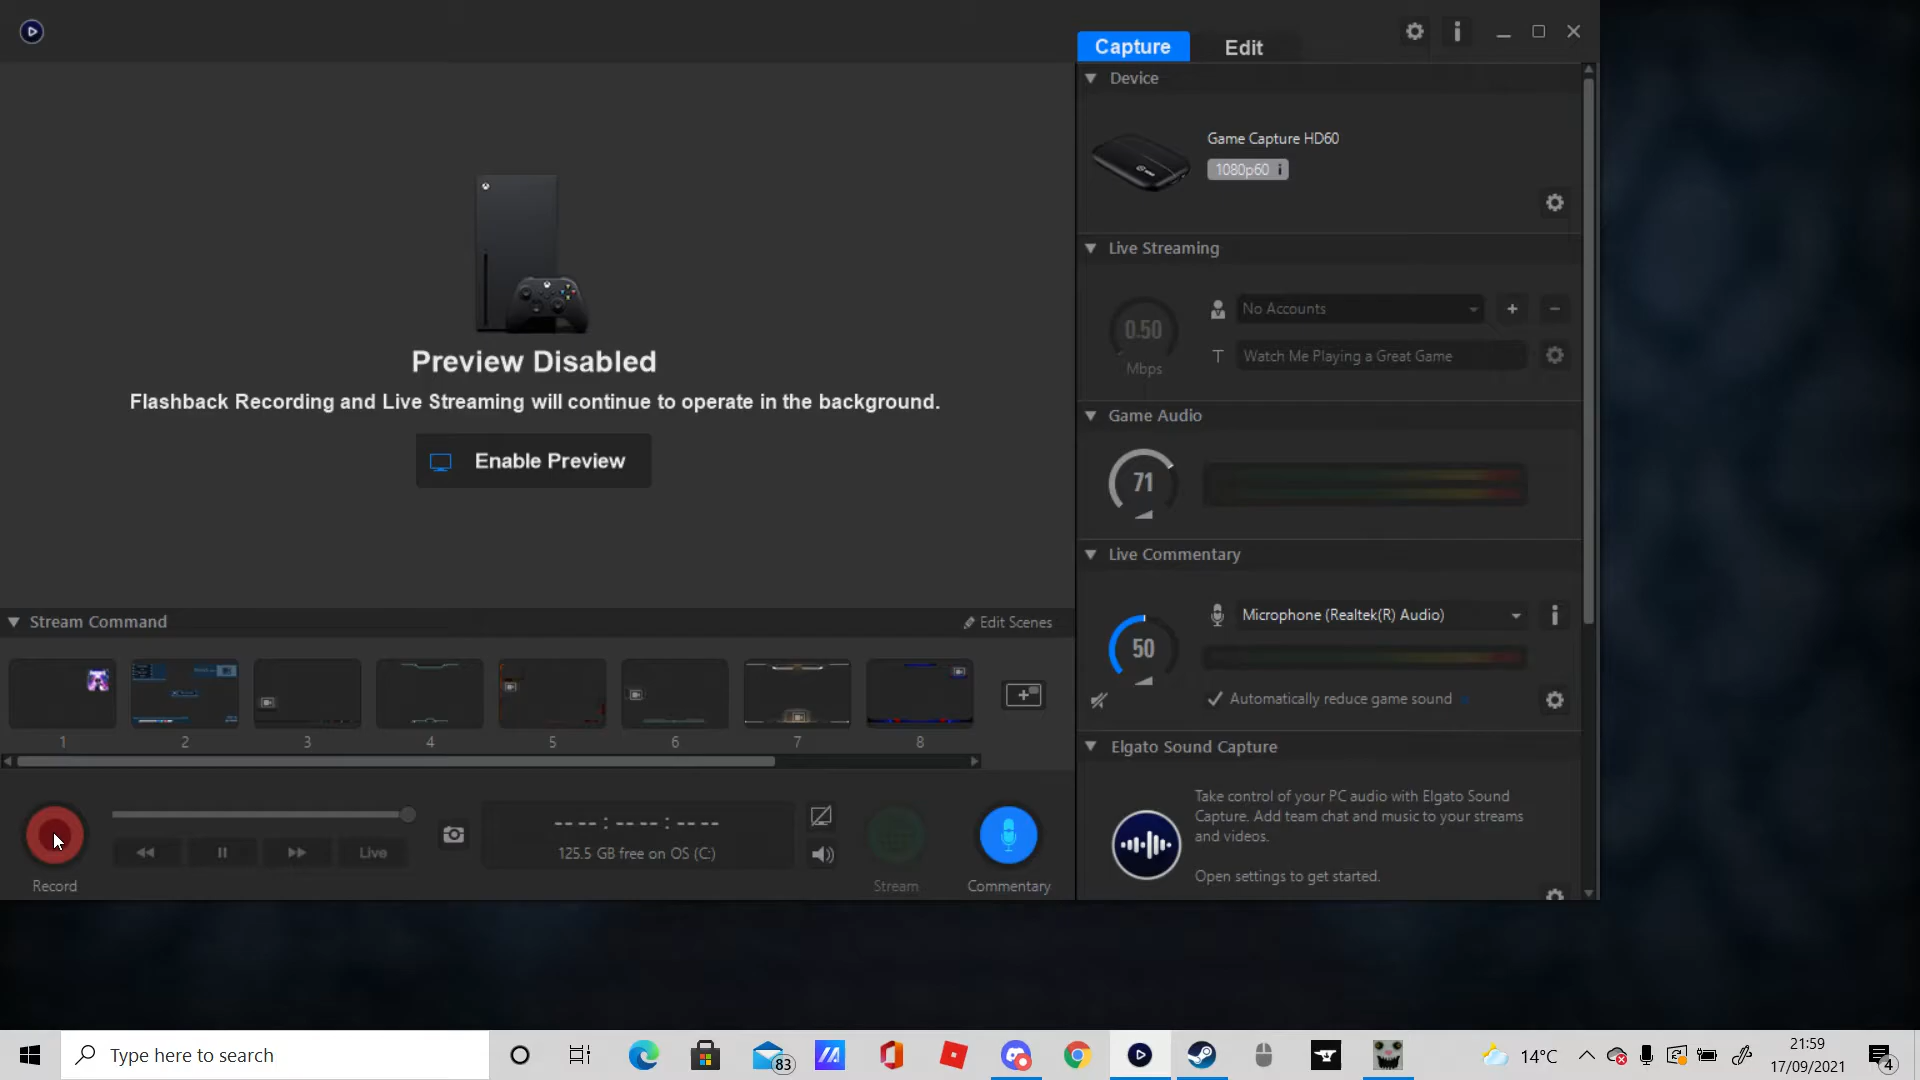 Capture
Edit
Device
Game Capture HD60
1080p60 i
Live Streaming
0.50
Mbps
No Accounts
T
Watch Me Playing a Great Game
Preview Disabled
Flashback Recording and Live Streaming will continue to operate in the background.
Enable Preview
Game Audio
71
Live Commentary
Microphone (Realtek(R) Audio)
50
Automatically reduce game sound
Stream Command
Edit Scenes
1 2 3 4 5 6 7 8
Elgato Sound Capture
Take control of your PC audio with Elgato Sound
Capture. Add team chat and music to your streams
and videos.
Open settings to get started.
Record
Live
-- -- : -- -- : -- --
125.5 GB free on OS (C:)
Stream
Commentary
Type here to search
83
14°C
21:59
17/09/2021
4